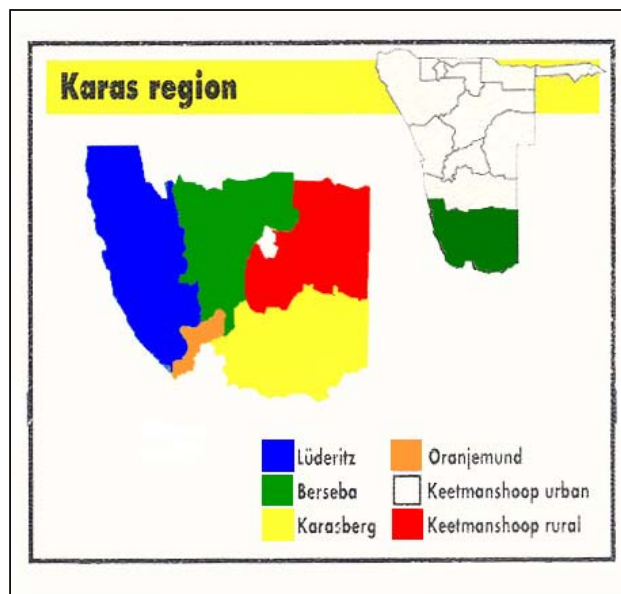 Karas region
Lüderitz
Berseba
Karasberg
Oranjemund
Keetmanshoop urban
Keetmanshoop rural